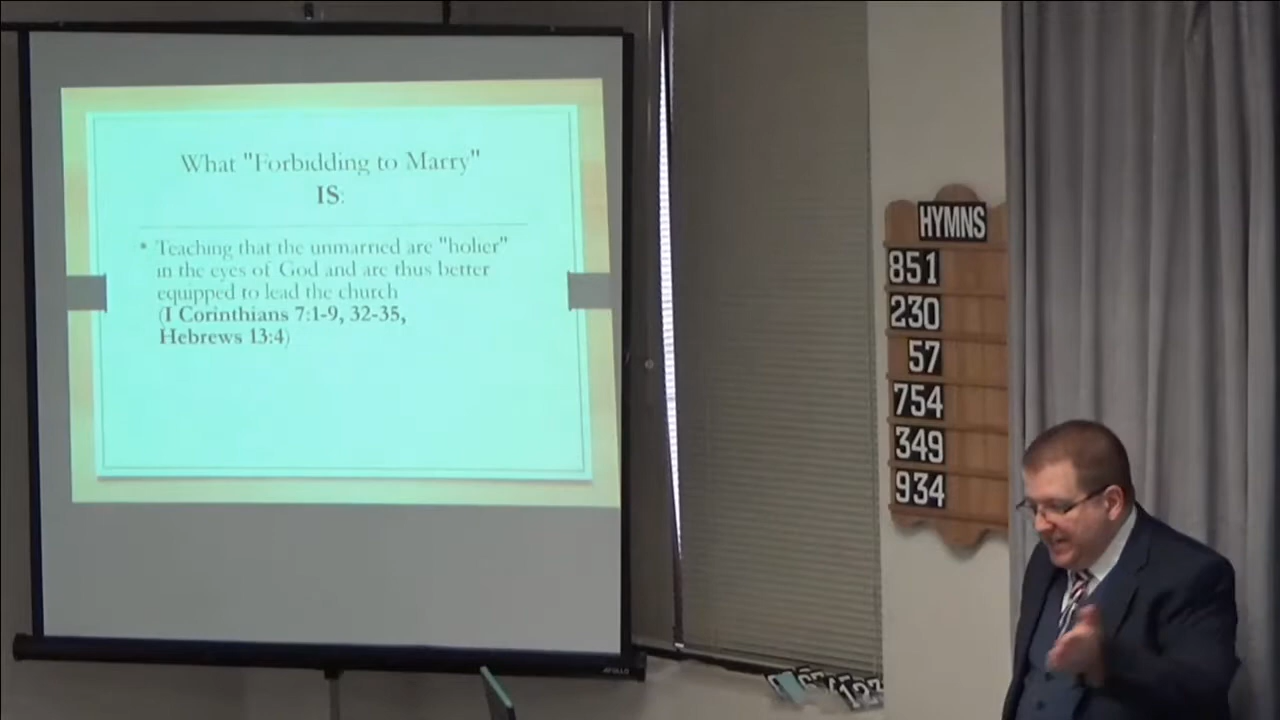 What "Forbidding to Marry"
IS:
* Teaching that the unmarried are "holier"
in the eyes of God and are thus better
equipped to lead the church
(I Corinthians 7:1-9, 32-35,
Hebrews 13:4)
HYMNS
851
230
57
754
349
934
APOLLO